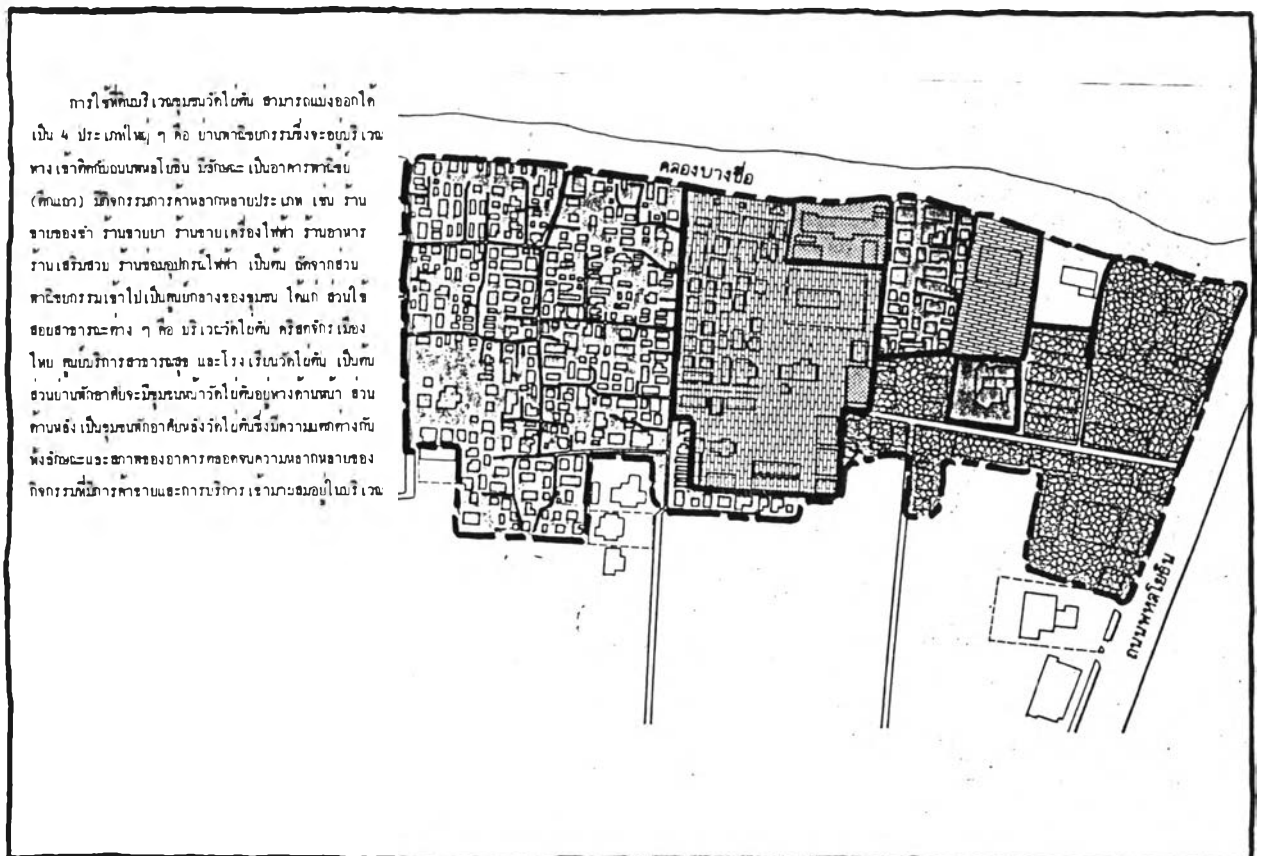 การใช้ที่ดินบริเวณชุมชนวัดไผ่ตัน สามารถแบ่งออกได้
เป็น 4 ประเภทใหญ่ ๆ คือ ย่านพาณิชยกรรมซึ่งจะอยู่บริเวณ
ทางเข้าติดกับถนนพหลโยธิน มีลักษณะเป็นอาคารพาณิชย์
(ตึกแถว) มีกิจกรรมการค้าหลากหลายประเภท เช่น ร้าน
ขายของชำ ร้านขายยา ร้านขายเครื่องไฟฟ้า ร้านอาหาร
ร้านเสริมสวย ร้านซ่อมอุปกรณ์ไฟฟ้า เป็นต้น ถัดจากส่วน
พาณิชยกรรมเข้าไปเป็นศูนย์กลางของชุมชน ได้แก่ ส่วนใช้
สอยสาธารณะต่าง ๆ คือ บริเวณวัดไผ่ตัน คริสตจักรเมือง
ไทย ศูนย์บริการสาธารณสุข และโรงเรียนวัดไผ่ตัน เป็นต้น
ส่วนย่านพักอาศัยจะมีชุมชนหน้าวัดไผ่ตันอยู่ทางด้านหน้า ส่วน
ด้านหลังเป็นชุมชนพักอาศัยหลังวัดไผ่ตันซึ่งมีความแตกต่างกัน
ทั้งลักษณะและสภาพของอาคารตลอดจนความหลากหลายของ
กิจกรรมที่มีการค้าขายและการบริการเข้ามาผสมอยู่ในบริเวณ
คลองบางซื่อ
ถนนพหลโยธิน